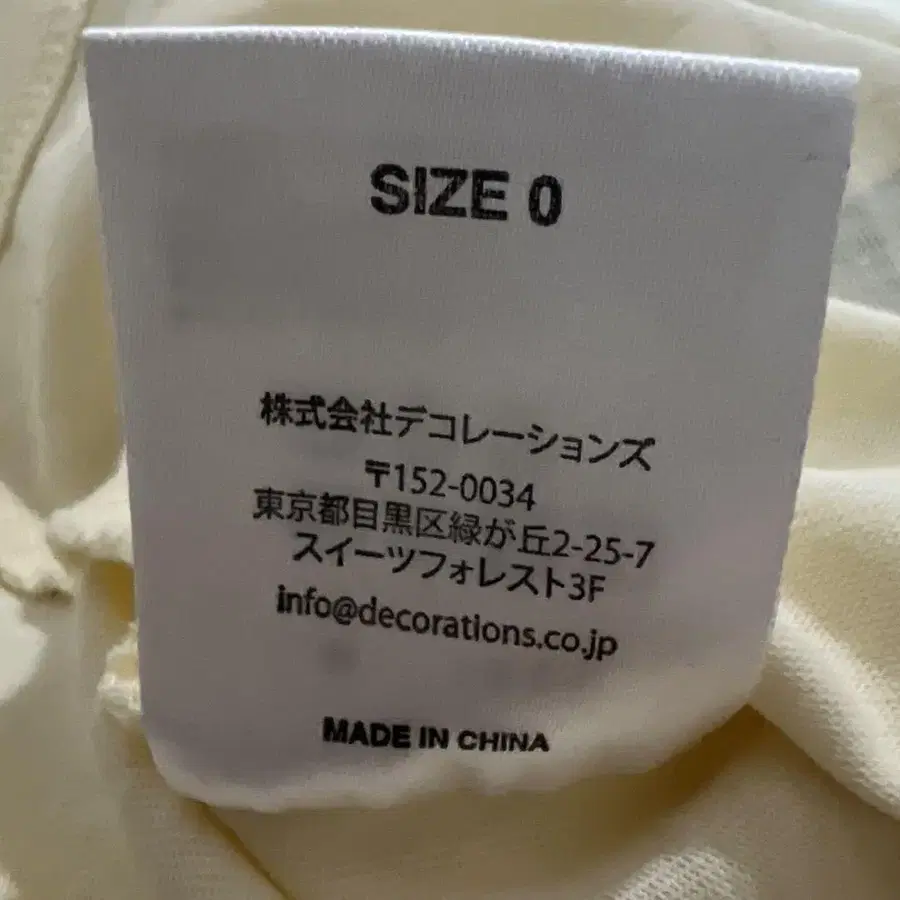 SIZE 0
株式会社デコレーションズ
〒152-0034
東京都目黒区緑が丘2-25-7
スイーツフォレスト3F
info@decorations.co.jp
MADE IN CHINA